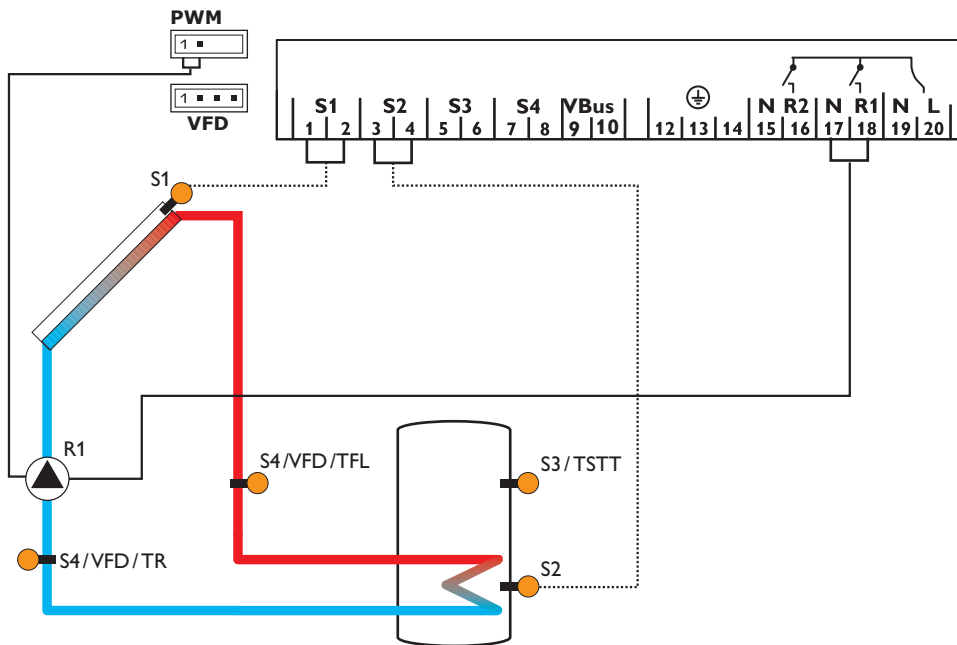 PWM
1
1
VFD
S1 S2 S3 S4 VBus N R2 N R1 N L
1 2 3 4 5 6 7 8 9 10 12 13 14 15 16 17 18 19 20
S1
R1
S4/VFD/TFL
S3/TSTT
S4/VFD/TR
S2